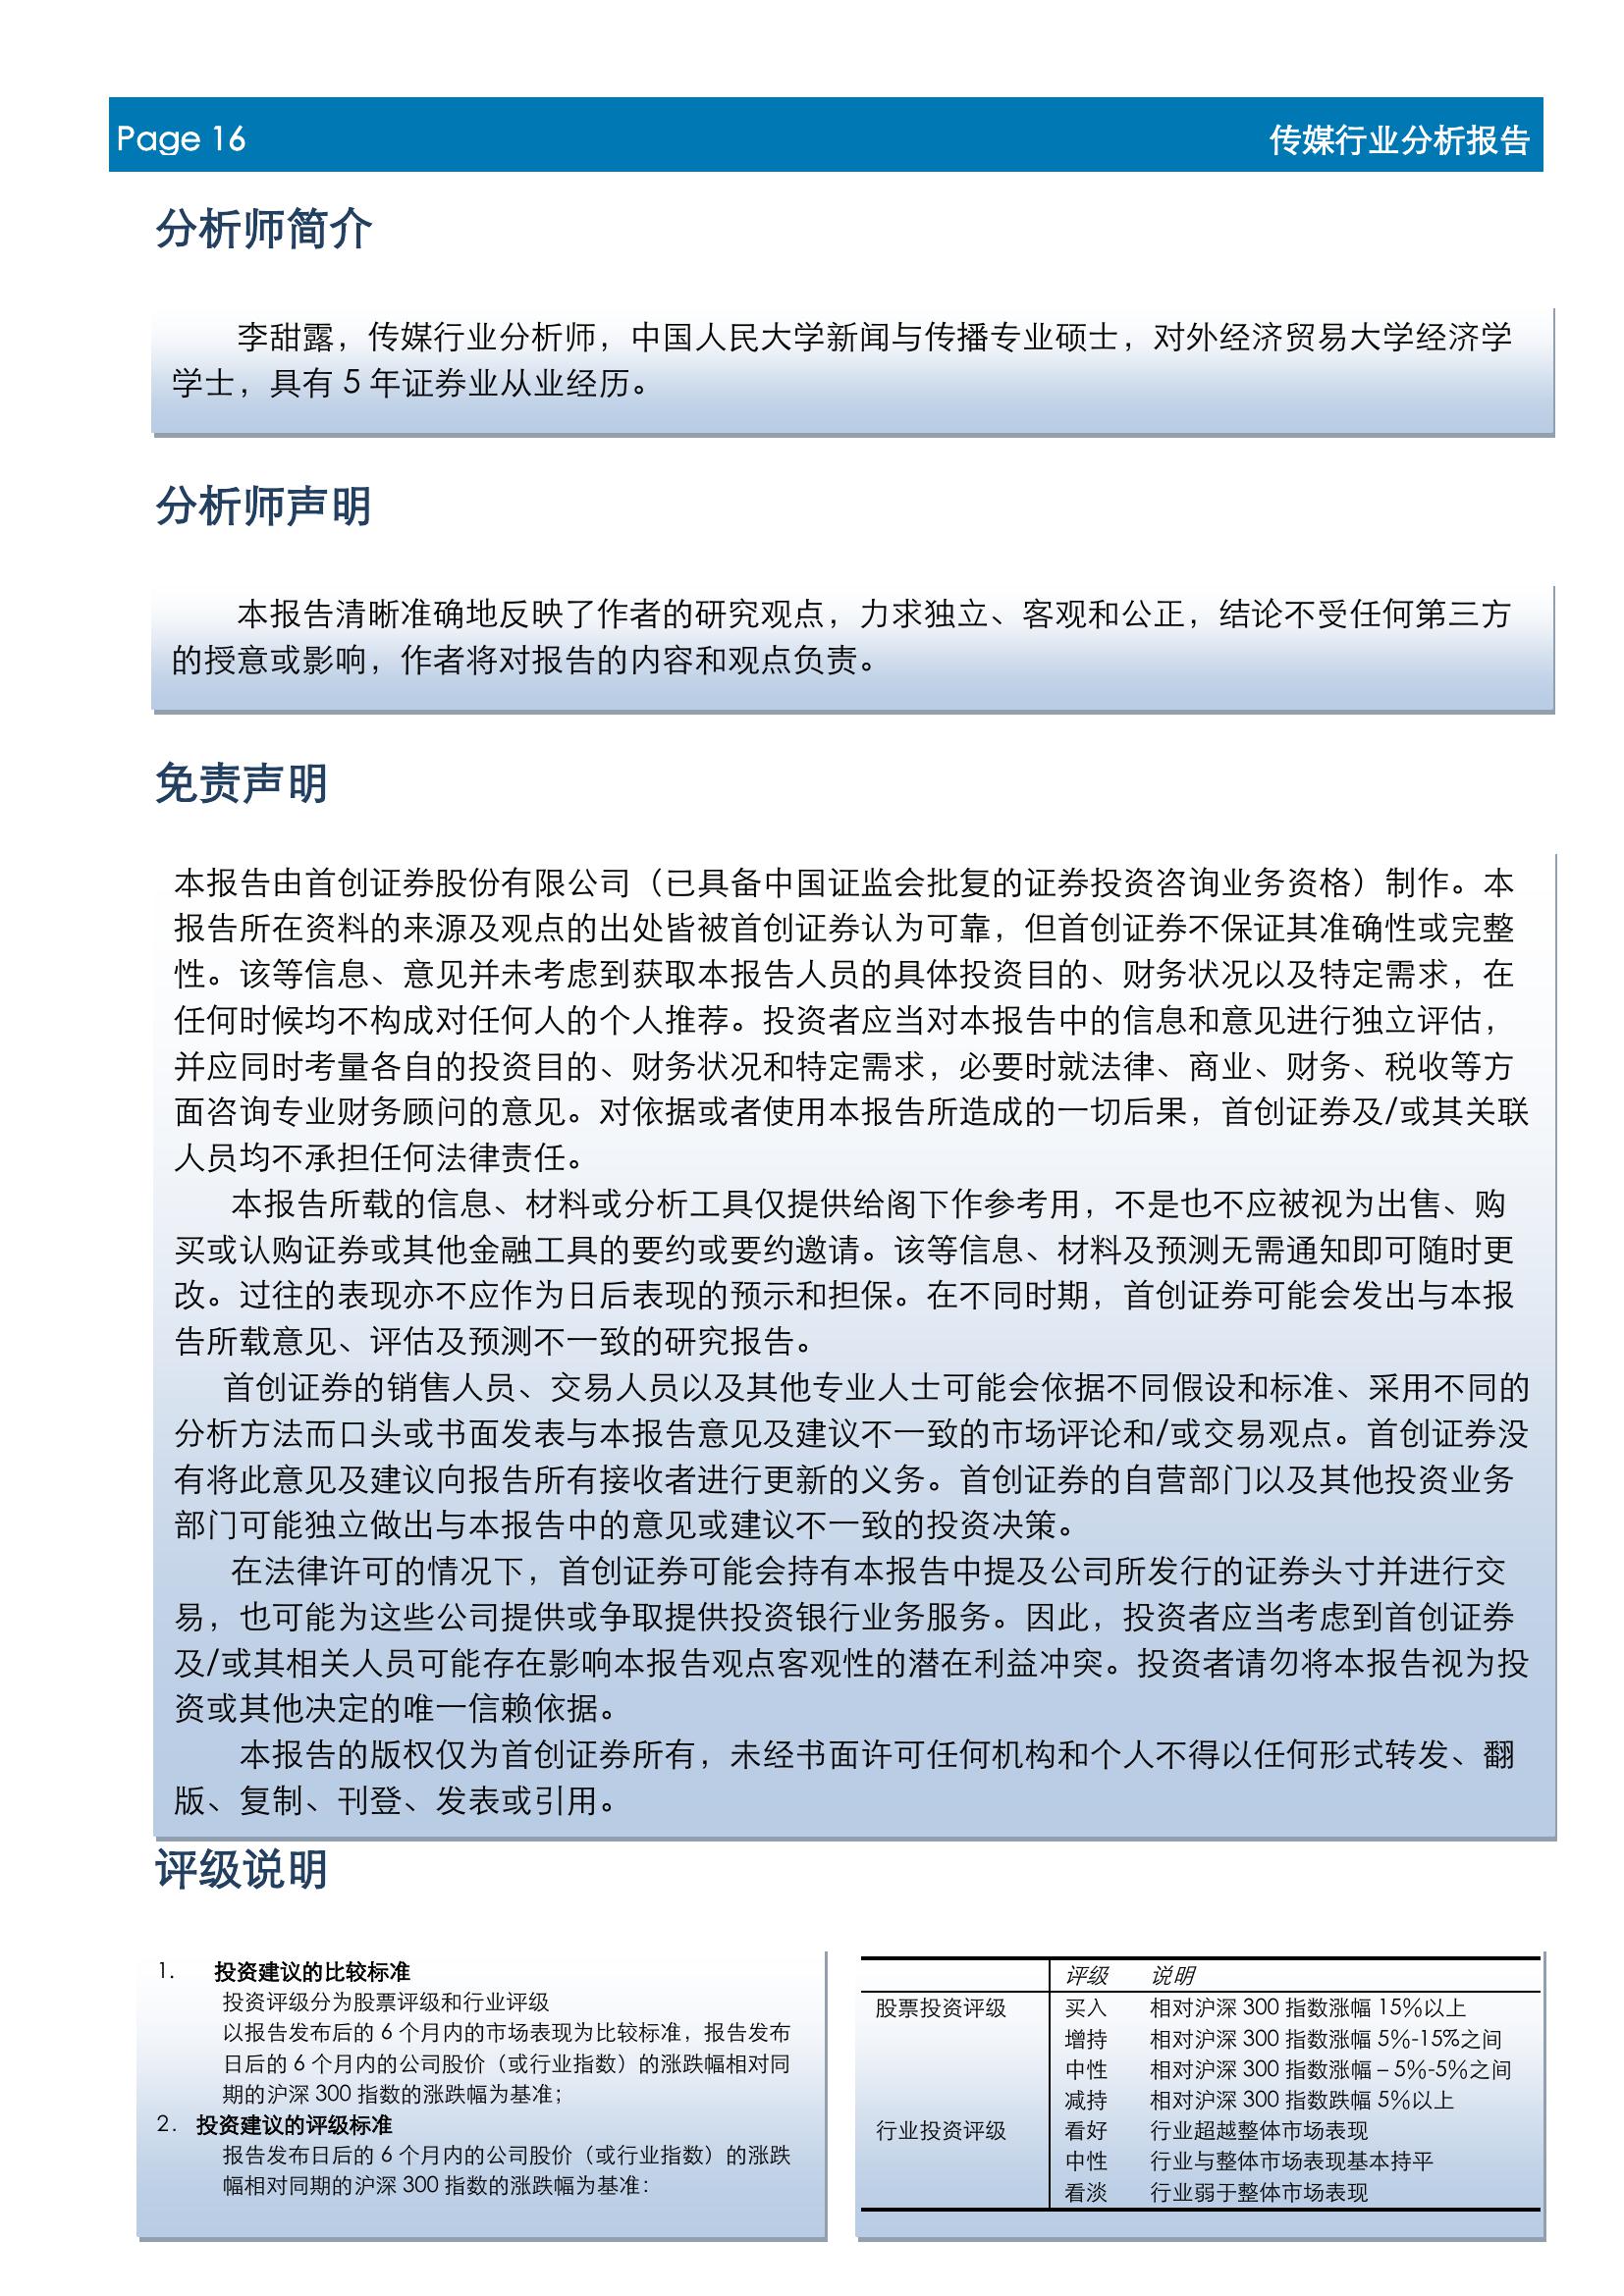 Page 16 传媒行业分析报告
分析师简介
李甜露，传媒行业分析师，中国人民大学新闻与传播专业硕士，对外经济贸易大学经济学
学士，具有 5 年证券业从业经历。
分析师声明
本报告清晰准确地反映了作者的研究观点，力求独立、客观和公正，结论不受任何第三方
的授意或影响，作者将对报告的内容和观点负责。
免责声明
本报告由首创证券股份有限公司（已具备中国证监会批复的证券投资咨询业务资格）制作。本
报告所在资料的来源及观点的出处皆被首创证券认为可靠，但首创证券不保证其准确性或完整
性。该等信息、意见并未考虑到获取本报告人员的具体投资目的、财务状况以及特定需求，在
任何时候均不构成对任何人的个人推荐。投资者应当对本报告中的信息和意见进行独立评估，
并应同时考量各自的投资目的、财务状况和特定需求，必要时就法律、商业、财务、税收等方
面咨询专业财务顾问的意见。对依据或者使用本报告所造成的一切后果，首创证券及/或其关联
人员均不承担任何法律责任。
本报告所载的信息、材料或分析工具仅提供给阁下作参考用，不是也不应被视为出售、购
买或认购证券或其他金融工具的要约或要约邀请。该等信息、材料及预测无需通知即可随时更
改。过往的表现亦不应作为日后表现的预示和担保。在不同时期，首创证券可能会发出与本报
告所载意见、评估及预测不一致的研究报告。
首创证券的销售人员、交易人员以及其他专业人士可能会依据不同假设和标准、采用不同的
分析方法而口头或书面发表与本报告意见及建议不一致的市场评论和/或交易观点。首创证券没
有将此意见及建议向报告所有接收者进行更新的义务。首创证券的自营部门以及其他投资业务
部门可能独立做出与本报告中的意见或建议不一致的投资决策。
在法律许可的情况下，首创证券可能会持有本报告中提及公司所发行的证券头寸并进行交
易，也可能为这些公司提供或争取提供投资银行业务服务。因此，投资者应当考虑到首创证券
及/或其相关人员可能存在影响本报告观点客观性的潜在利益冲突。投资者请勿将本报告视为投
资或其他决定的唯一信赖依据。
本报告的版权仅为首创证券所有，未经书面许可任何机构和个人不得以任何形式转发、翻
版、复制、刊登、发表或引用。
评级说明
1. 投资建议的比较标准
投资评级分为股票评级和行业评级
以报告发布后的 6 个月内的市场表现为比较标准，报告发布
日后的 6 个月内的公司股价（或行业指数）的涨跌幅相对同
期的沪深 300 指数的涨跌幅为基准；
2. 投资建议的评级标准
报告发布日后的 6 个月内的公司股价（或行业指数）的涨跌
幅相对同期的沪深 300 指数的涨跌幅为基准：
评级 说明
股票投资评级 买入 相对沪深 300 指数涨幅 15％以上
增持 相对沪深 300 指数涨幅 5％-15％之间
中性 相对沪深 300 指数涨幅 – 5％-5％之间
减持 相对沪深 300 指数跌幅 5％以上
行业投资评级 看好 行业超越整体市场表现
中性 行业与整体市场表现基本持平
看淡 行业弱于整体市场表现